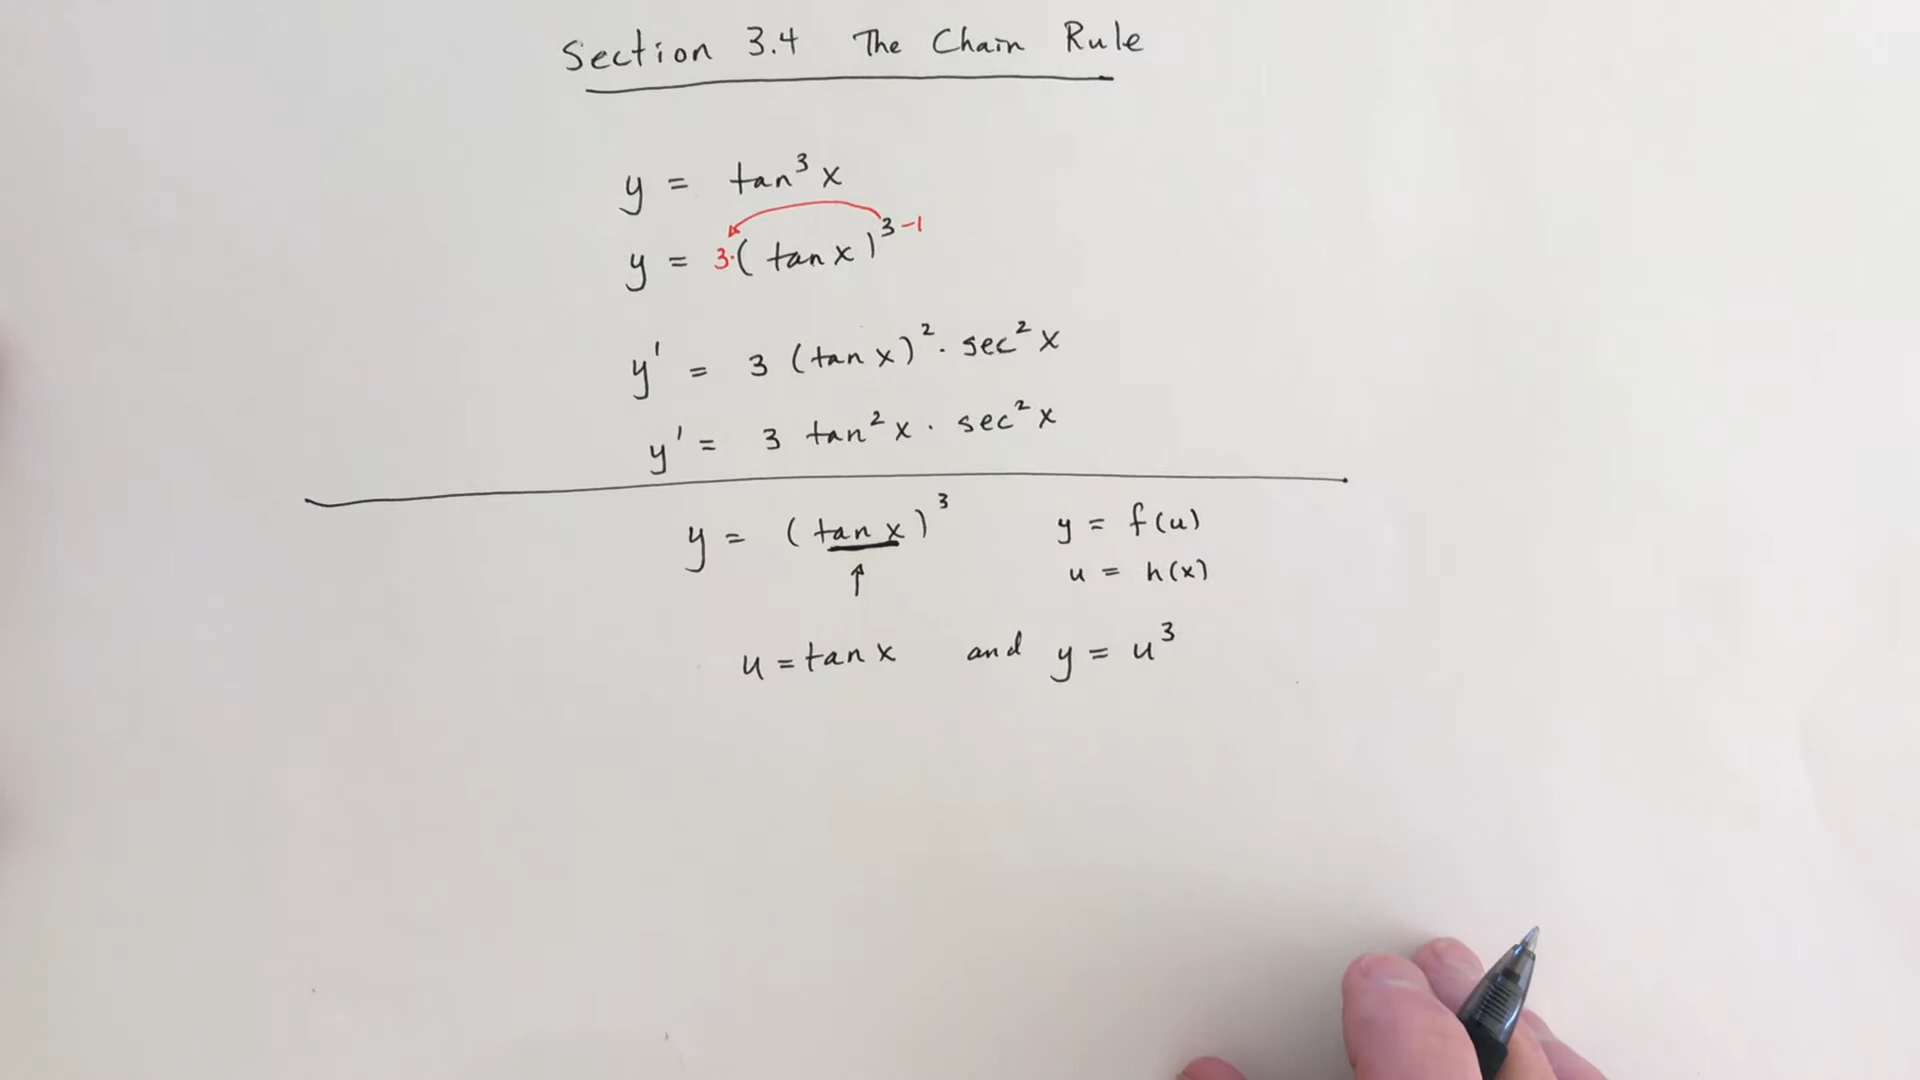 Section 3.4 The Chain Rule
y = tan³ x
y = 3·(tan x)³⁻¹
y' = 3 (tan x)² · sec² x
y' = 3 tan² x · sec² x
y = (tan x)³
y = f(u)
u = h(x)
↑
u = tan x and y = u³